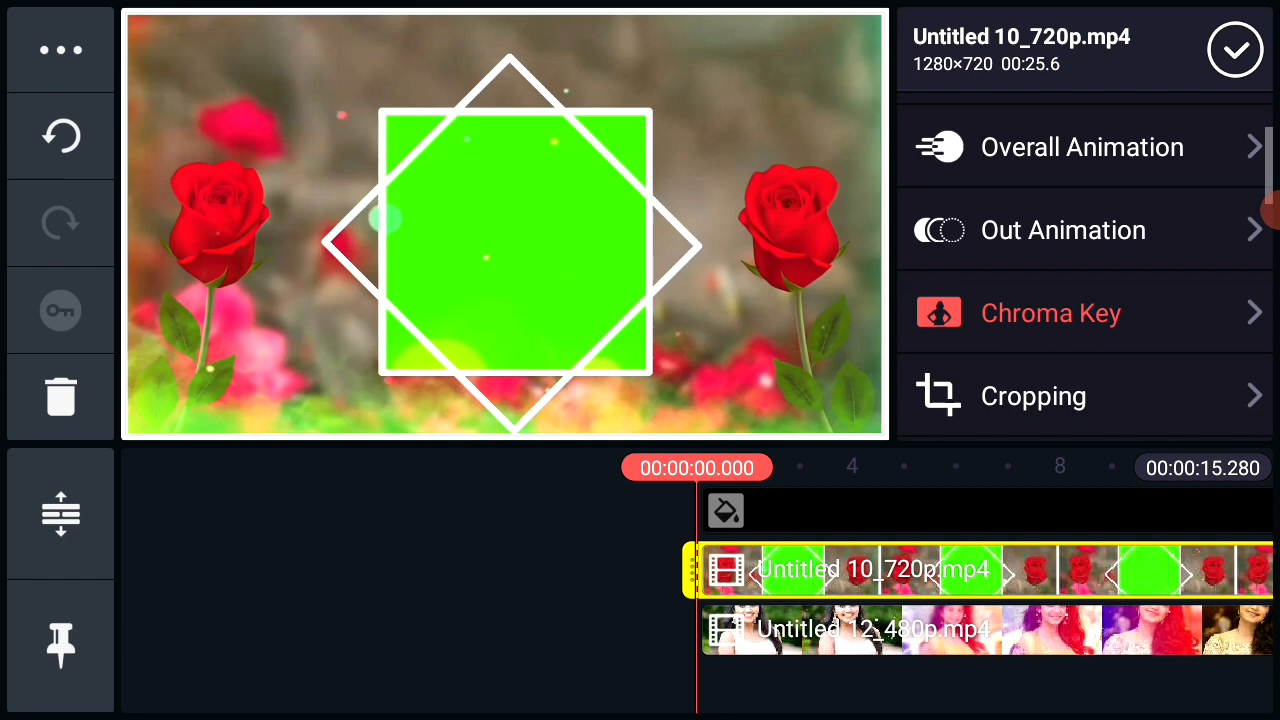 Untitled 10_720p.mp4
1280×720 00:25.6
Overall Animation
Out Animation
Chroma Key
Cropping
00:00:00.000
4
8
00:00:15.280
Untitled 10_720p.mp4
Untitled 12_480p.mp4